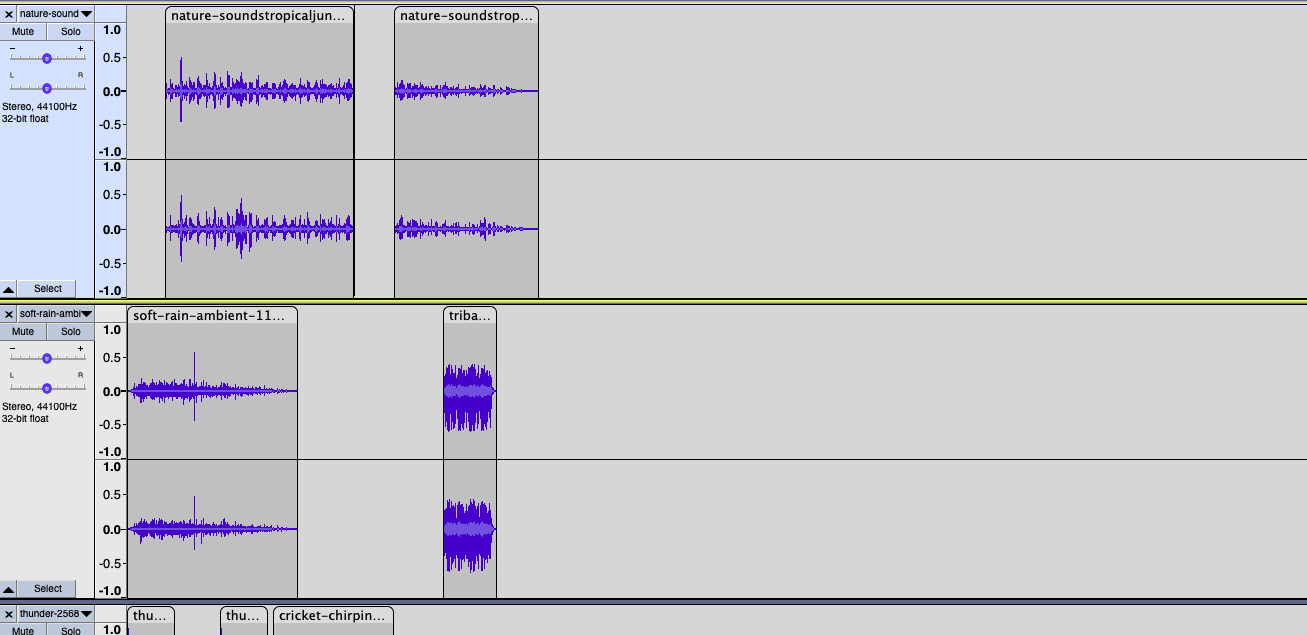 nature-sound
nature-soundstropicaljun...
nature-soundstrop...
Mute Solo
- +
L R
Stereo, 44100Hz
32-bit float
Select
1.0
0.5
0.0
-0.5
-1.0
1.0
0.5
0.0
-0.5
-1.0
soft-rain-ambi
soft-rain-ambient-11...
triba...
Mute Solo
- +
L R
Stereo, 44100Hz
32-bit float
Select
1.0
0.5
0.0
-0.5
-1.0
1.0
0.5
0.0
-0.5
-1.0
thunder-2568
thu...
thu...
cricket-chirpin...
Mute Solo
1.0